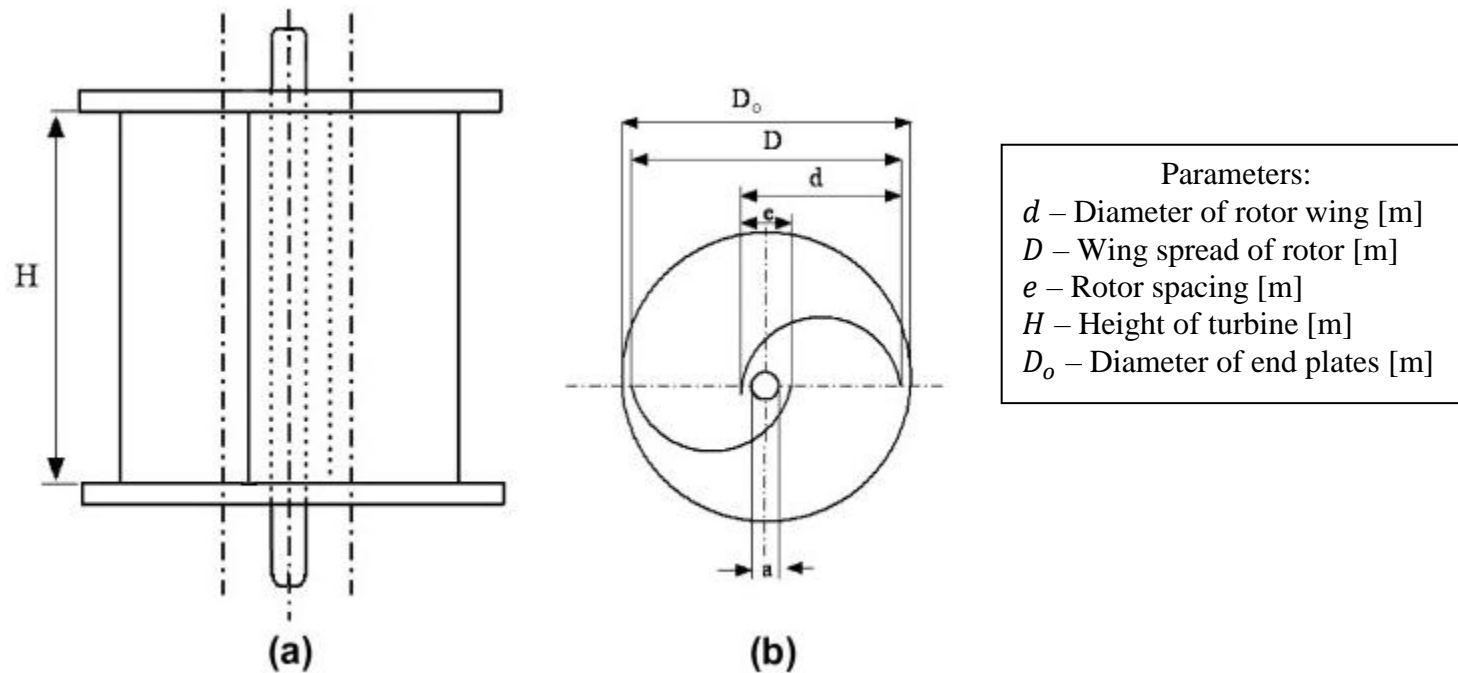 H
(a)
Dₒ
D
d
e
a
(b)
Parameters:
𝑑 – Diameter of rotor wing [m]
𝐷 – Wing spread of rotor [m]
𝑒 – Rotor spacing [m]
𝐻 – Height of turbine [m]
𝐷ₒ – Diameter of end plates [m]